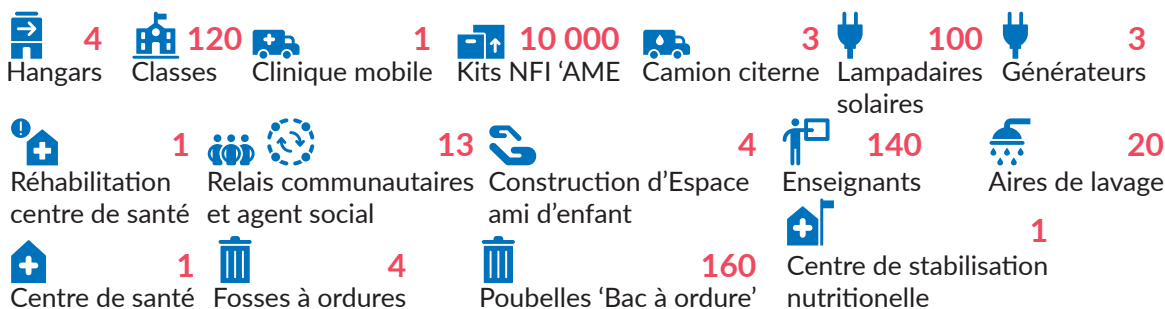 4 120 1 10 000 3 100 3
Hangars Classes Clinique mobile Kits NFI ‘AME Camion citerne Lampadaires Générateurs
solaires
1 13 4 140 20
Réhabilitation Relais communautaires Construction d’Espace Enseignants Aires de lavage
centre de santé et agent social ami d’enfant
1 4 160 1
Centre de santé Fosses à ordures Poubelles ‘Bac à ordure’ Centre de stabilisation
nutritionelle